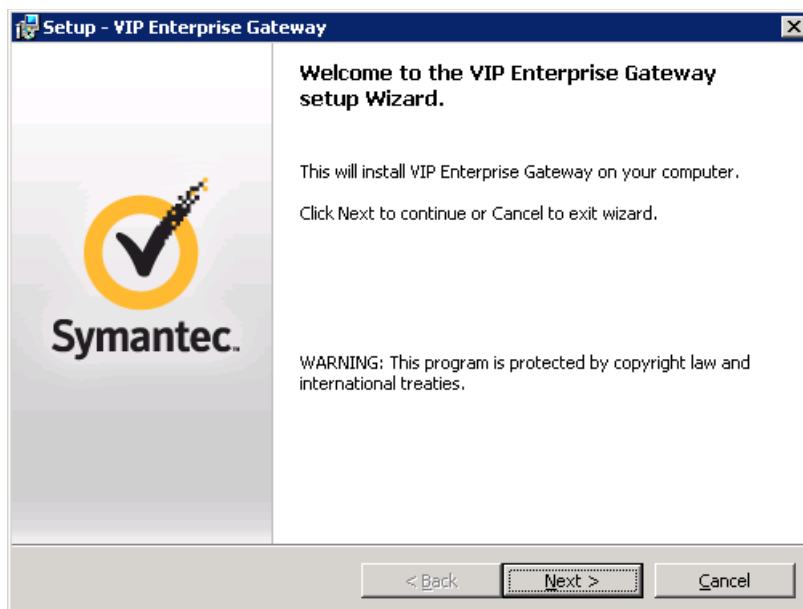 Setup - VIP Enterprise Gateway
Welcome to the VIP Enterprise Gateway
setup Wizard.
This will install VIP Enterprise Gateway on your computer.
Click Next to continue or Cancel to exit wizard.
Symantec.
WARNING: This program is protected by copyright law and
international treaties.
< Back
Next >
Cancel